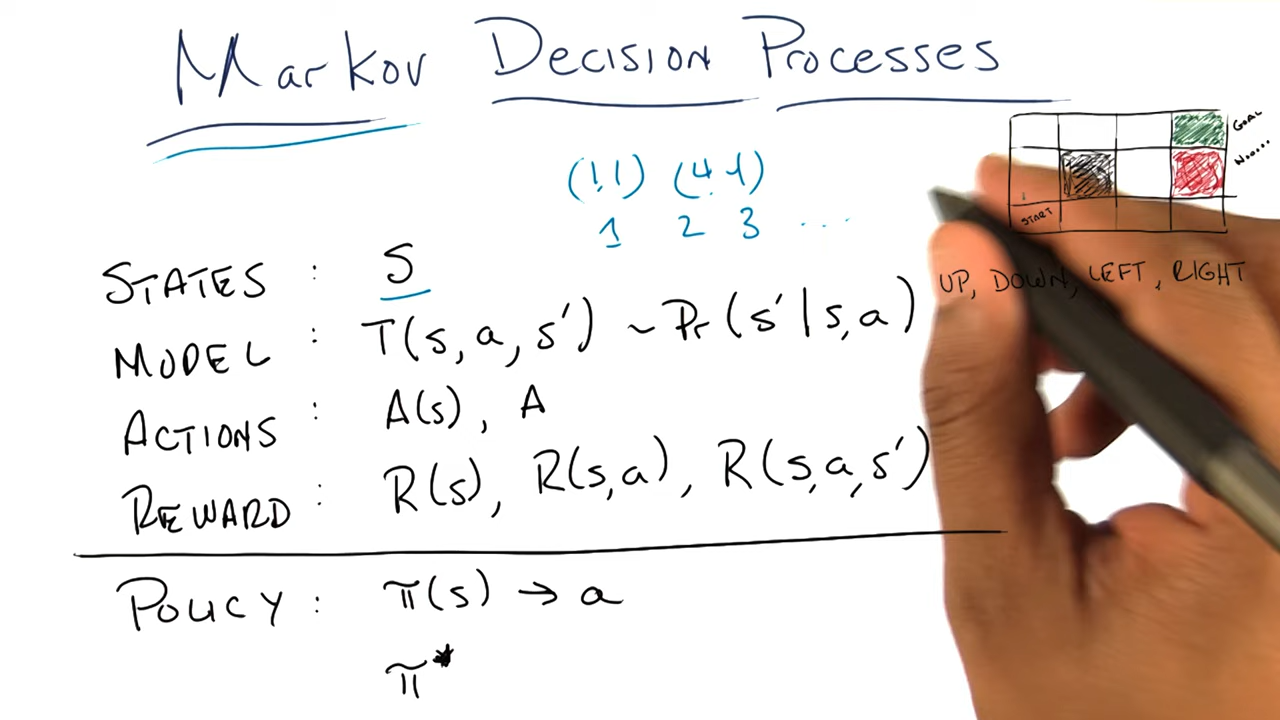 Markov Decision Processes
GOAL
(1,1) (4,1)
1 2 3 ...
START
STATES : S
UP, DOWN, LEFT, RIGHT
MODEL : T(s, a, s') ~ Pr(s' | s, a)
ACTIONS : A(s), A
REWARD : R(s), R(s,a), R(s,a,s')
POLICY : π(s) → a
π*